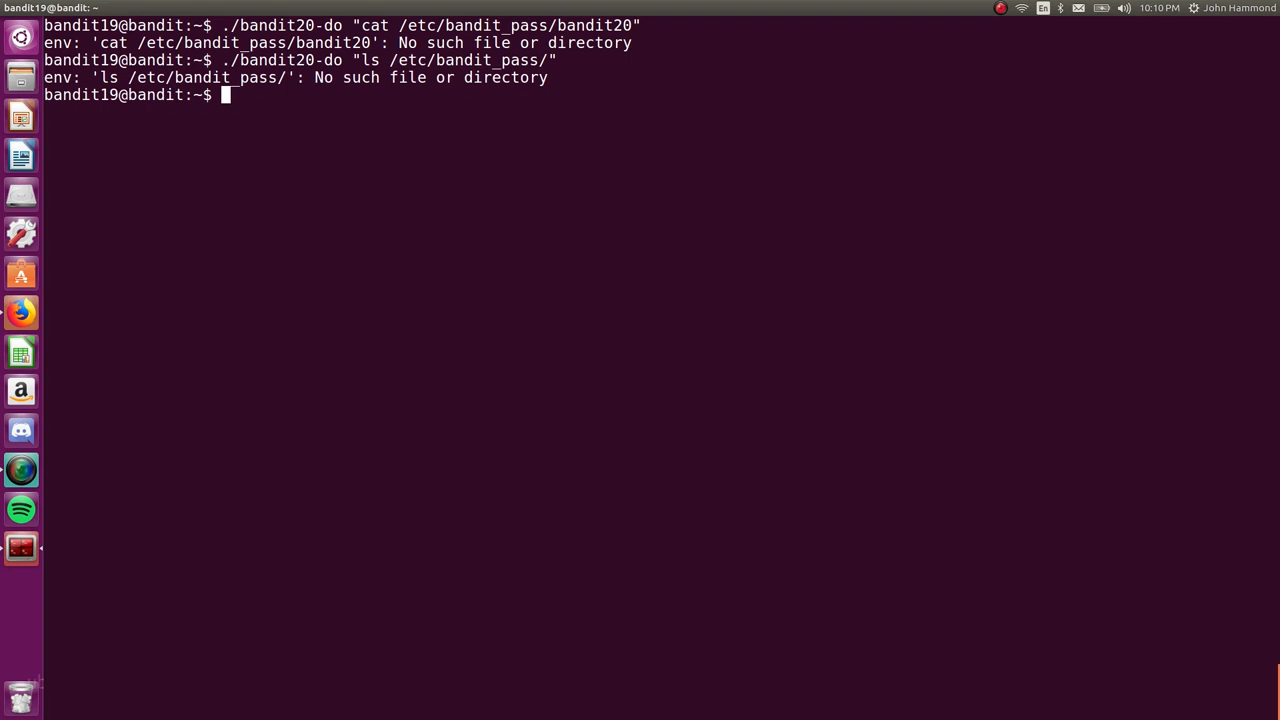 bandit19@bandit: ~
En
10:10 PM
John Hammond
bandit19@bandit:~$ ./bandit20-do "cat /etc/bandit_pass/bandit20"
env: 'cat /etc/bandit_pass/bandit20': No such file or directory
bandit19@bandit:~$ ./bandit20-do "ls /etc/bandit_pass/"
env: 'ls /etc/bandit_pass/': No such file or directory
bandit19@bandit:~$